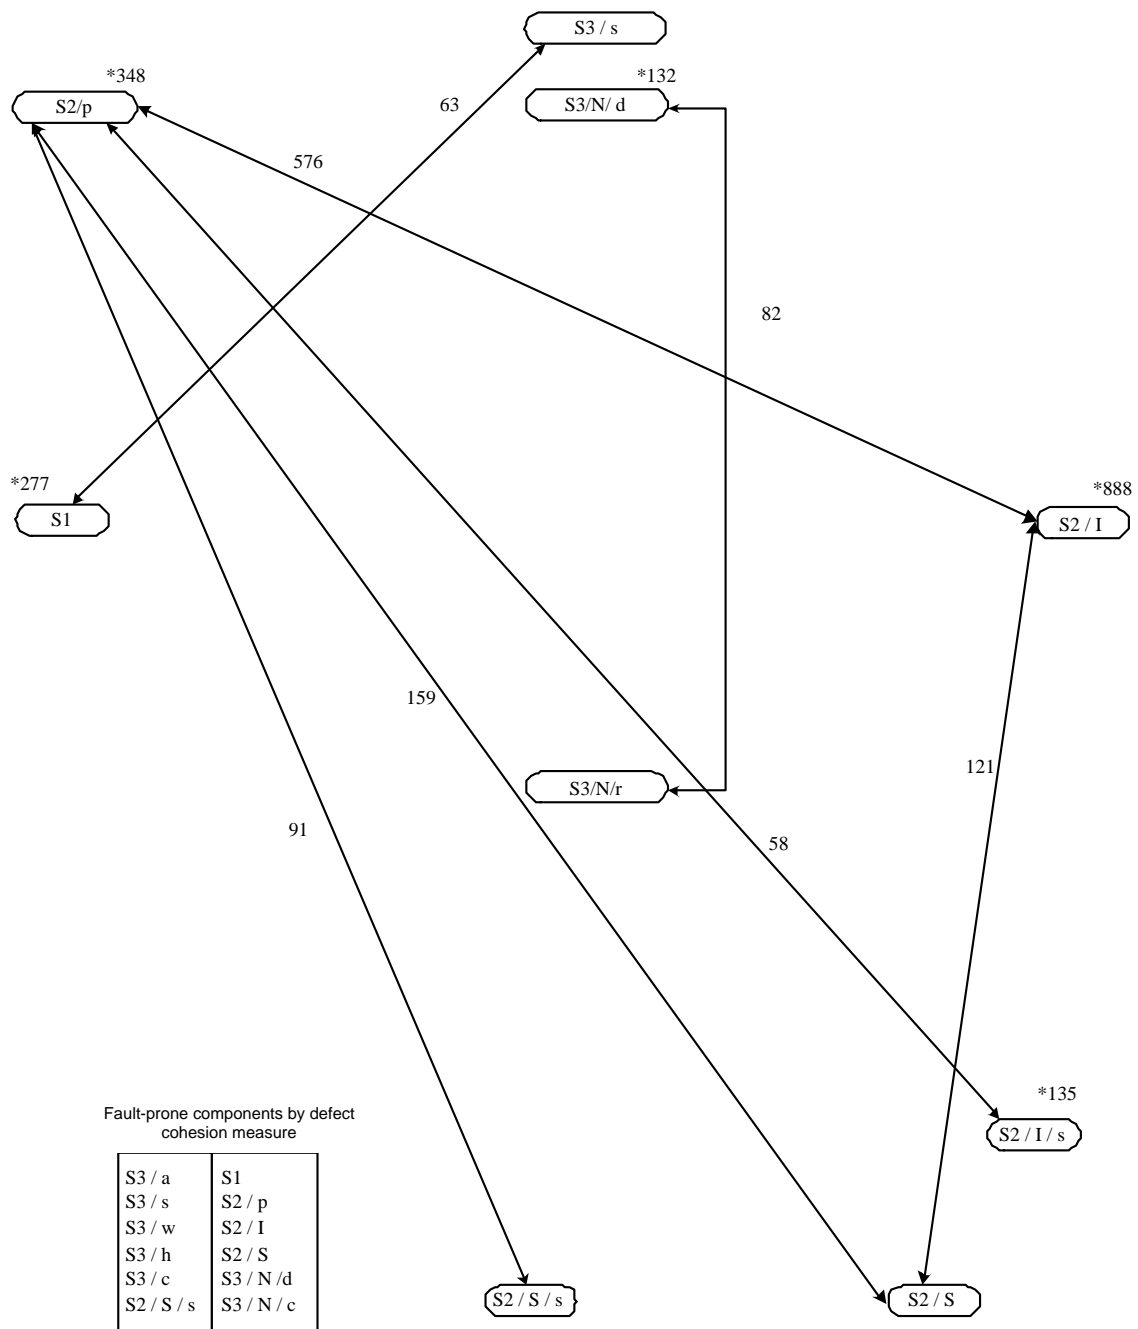 S3 / s
*348
*132
S2/p
63
S3/N/ d
576
82
*277
*888
S1
S2 / I
159
121
S3/N/r
91
58
*135
Fault-prone components by defect
cohesion measure
S2 / I / s
S3 / a S1
S3 / s S2 / p
S3 / w S2 / I
S3 / h S2 / S
S3 / c S3 / N /d
S2 / S / s S3 / N / c
S2 / S / s
S2 / S